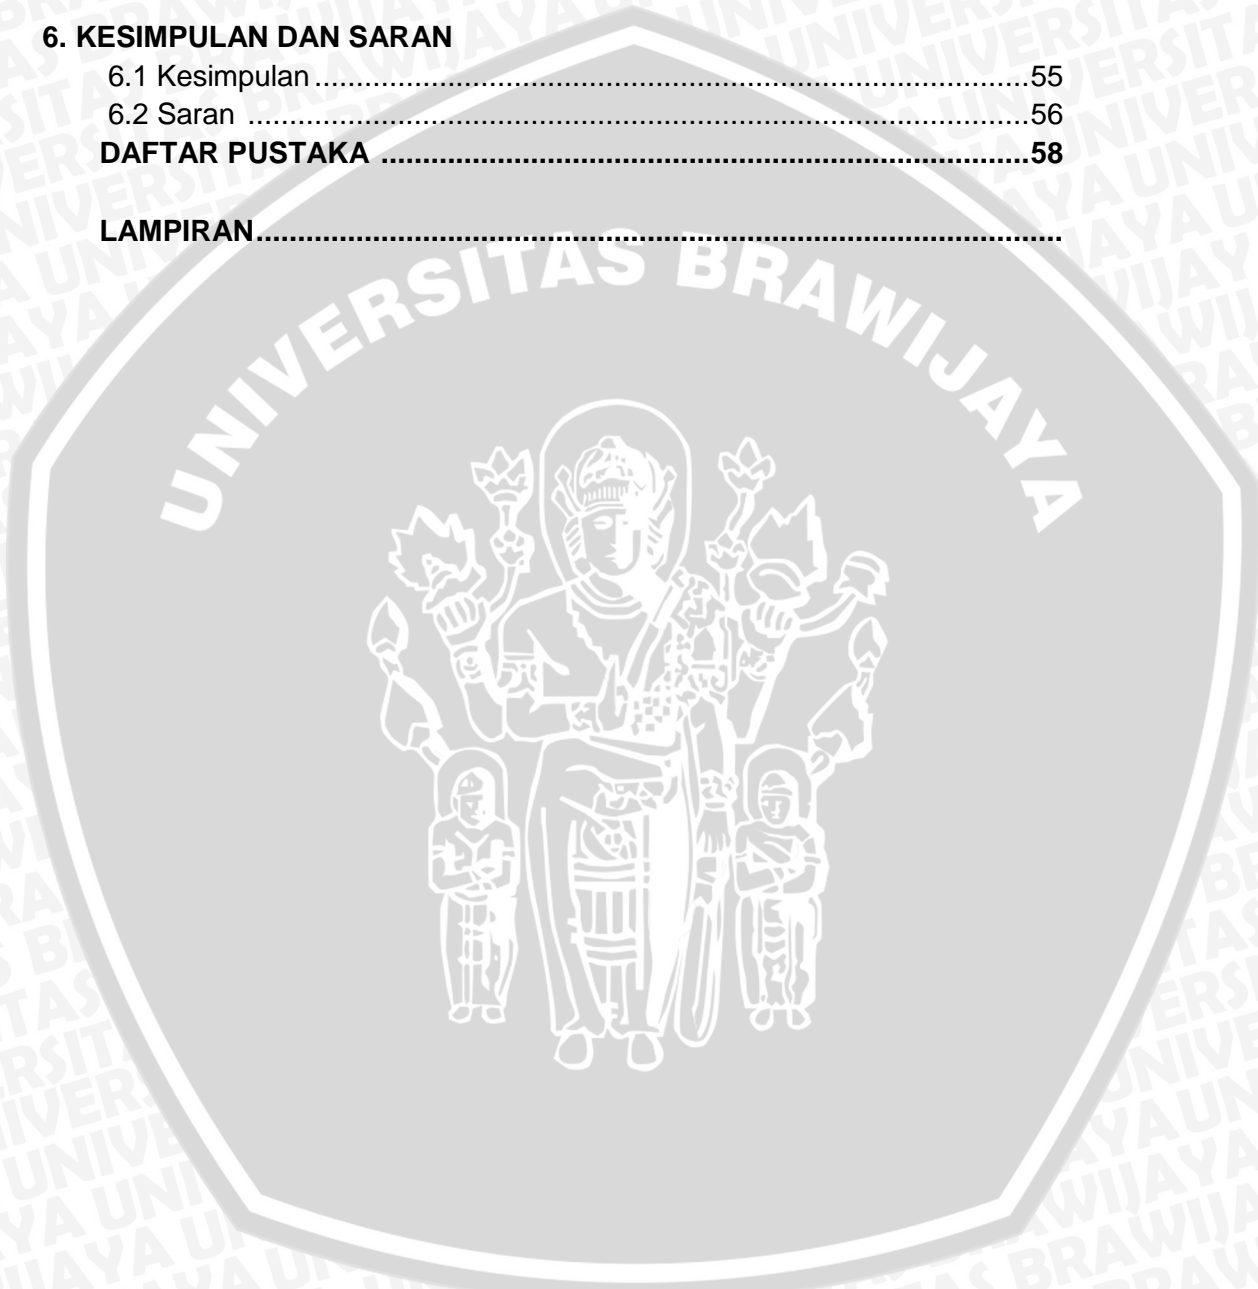 6. KESIMPULAN DAN SARAN
6.1 Kesimpulan ......................................................................................55
6.2 Saran ..............................................................................................56
DAFTAR PUSTAKA ..............................................................................58
LAMPIRAN.................................................................................................
UNIVERSITAS BRAWIJAYA